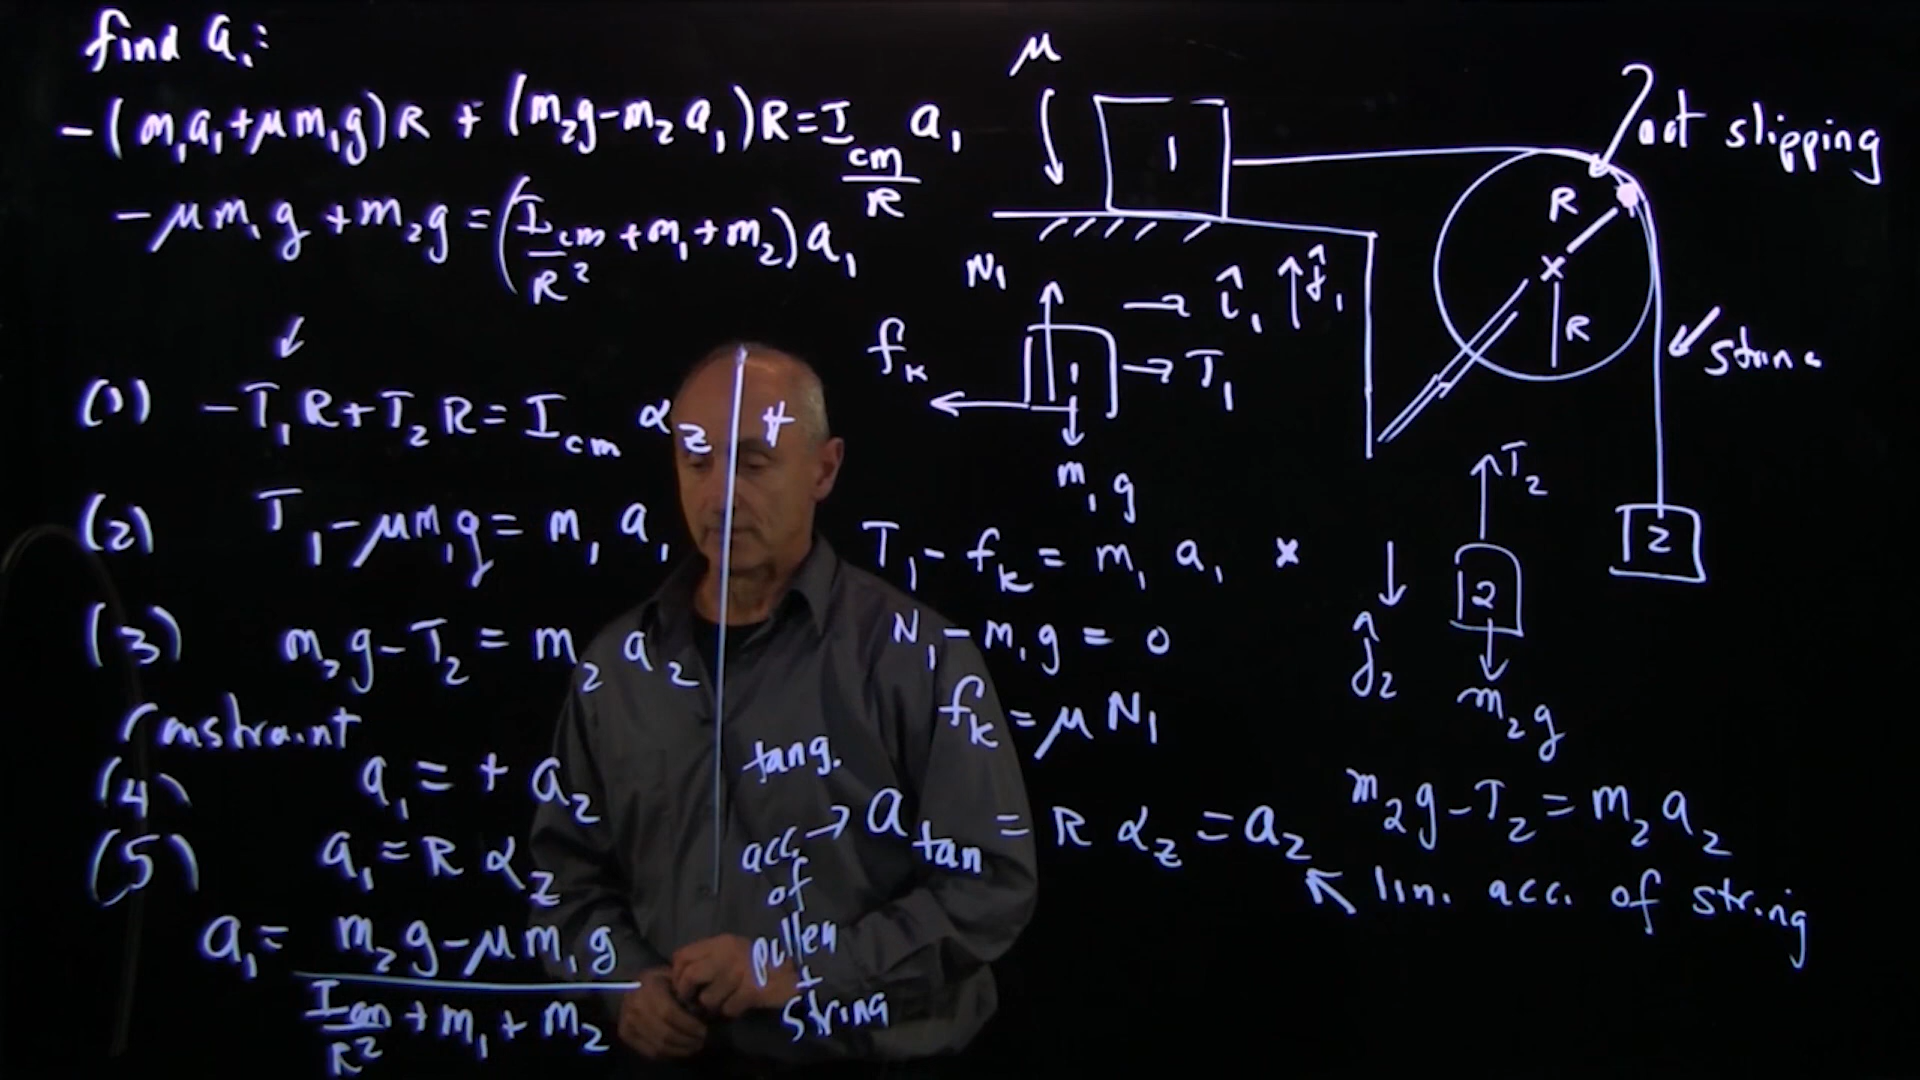 find a₁:
-(m₁a₁+μm₁g)R + (m₂g-m₂a₁)R = I_cm/R a₁
-μm₁g + m₂g = (I_cm/R² + m₁ + m₂)a₁
(1) -T₁R + T₂R = I_cm α_z
(2) T₁ - μm₁g = m₁a₁
(3) m₂g - T₂ = m₂a₂
Constraint
(4) a₁ = + a₂
(5) a₁ = R α_z
a₁ = (m₂g - μm₁g)/(I_cm/R² + m₁ + m₂)
T₁ - f_k = m₁ a₁ ×
N₁ - m₁g = 0
f_k = μN₁
tang.
acc. → a_tan = R α_z = a₂
of
pulley
+
string
↖ lin. acc. of string
μ
1
not slipping
R
×
R
string
2
N₁
î₁ ĵ₁
f_k
1
T₁
m₁g
T₂
2
ĵ₂
m₂g
m₂g - T₂ = m₂a₂